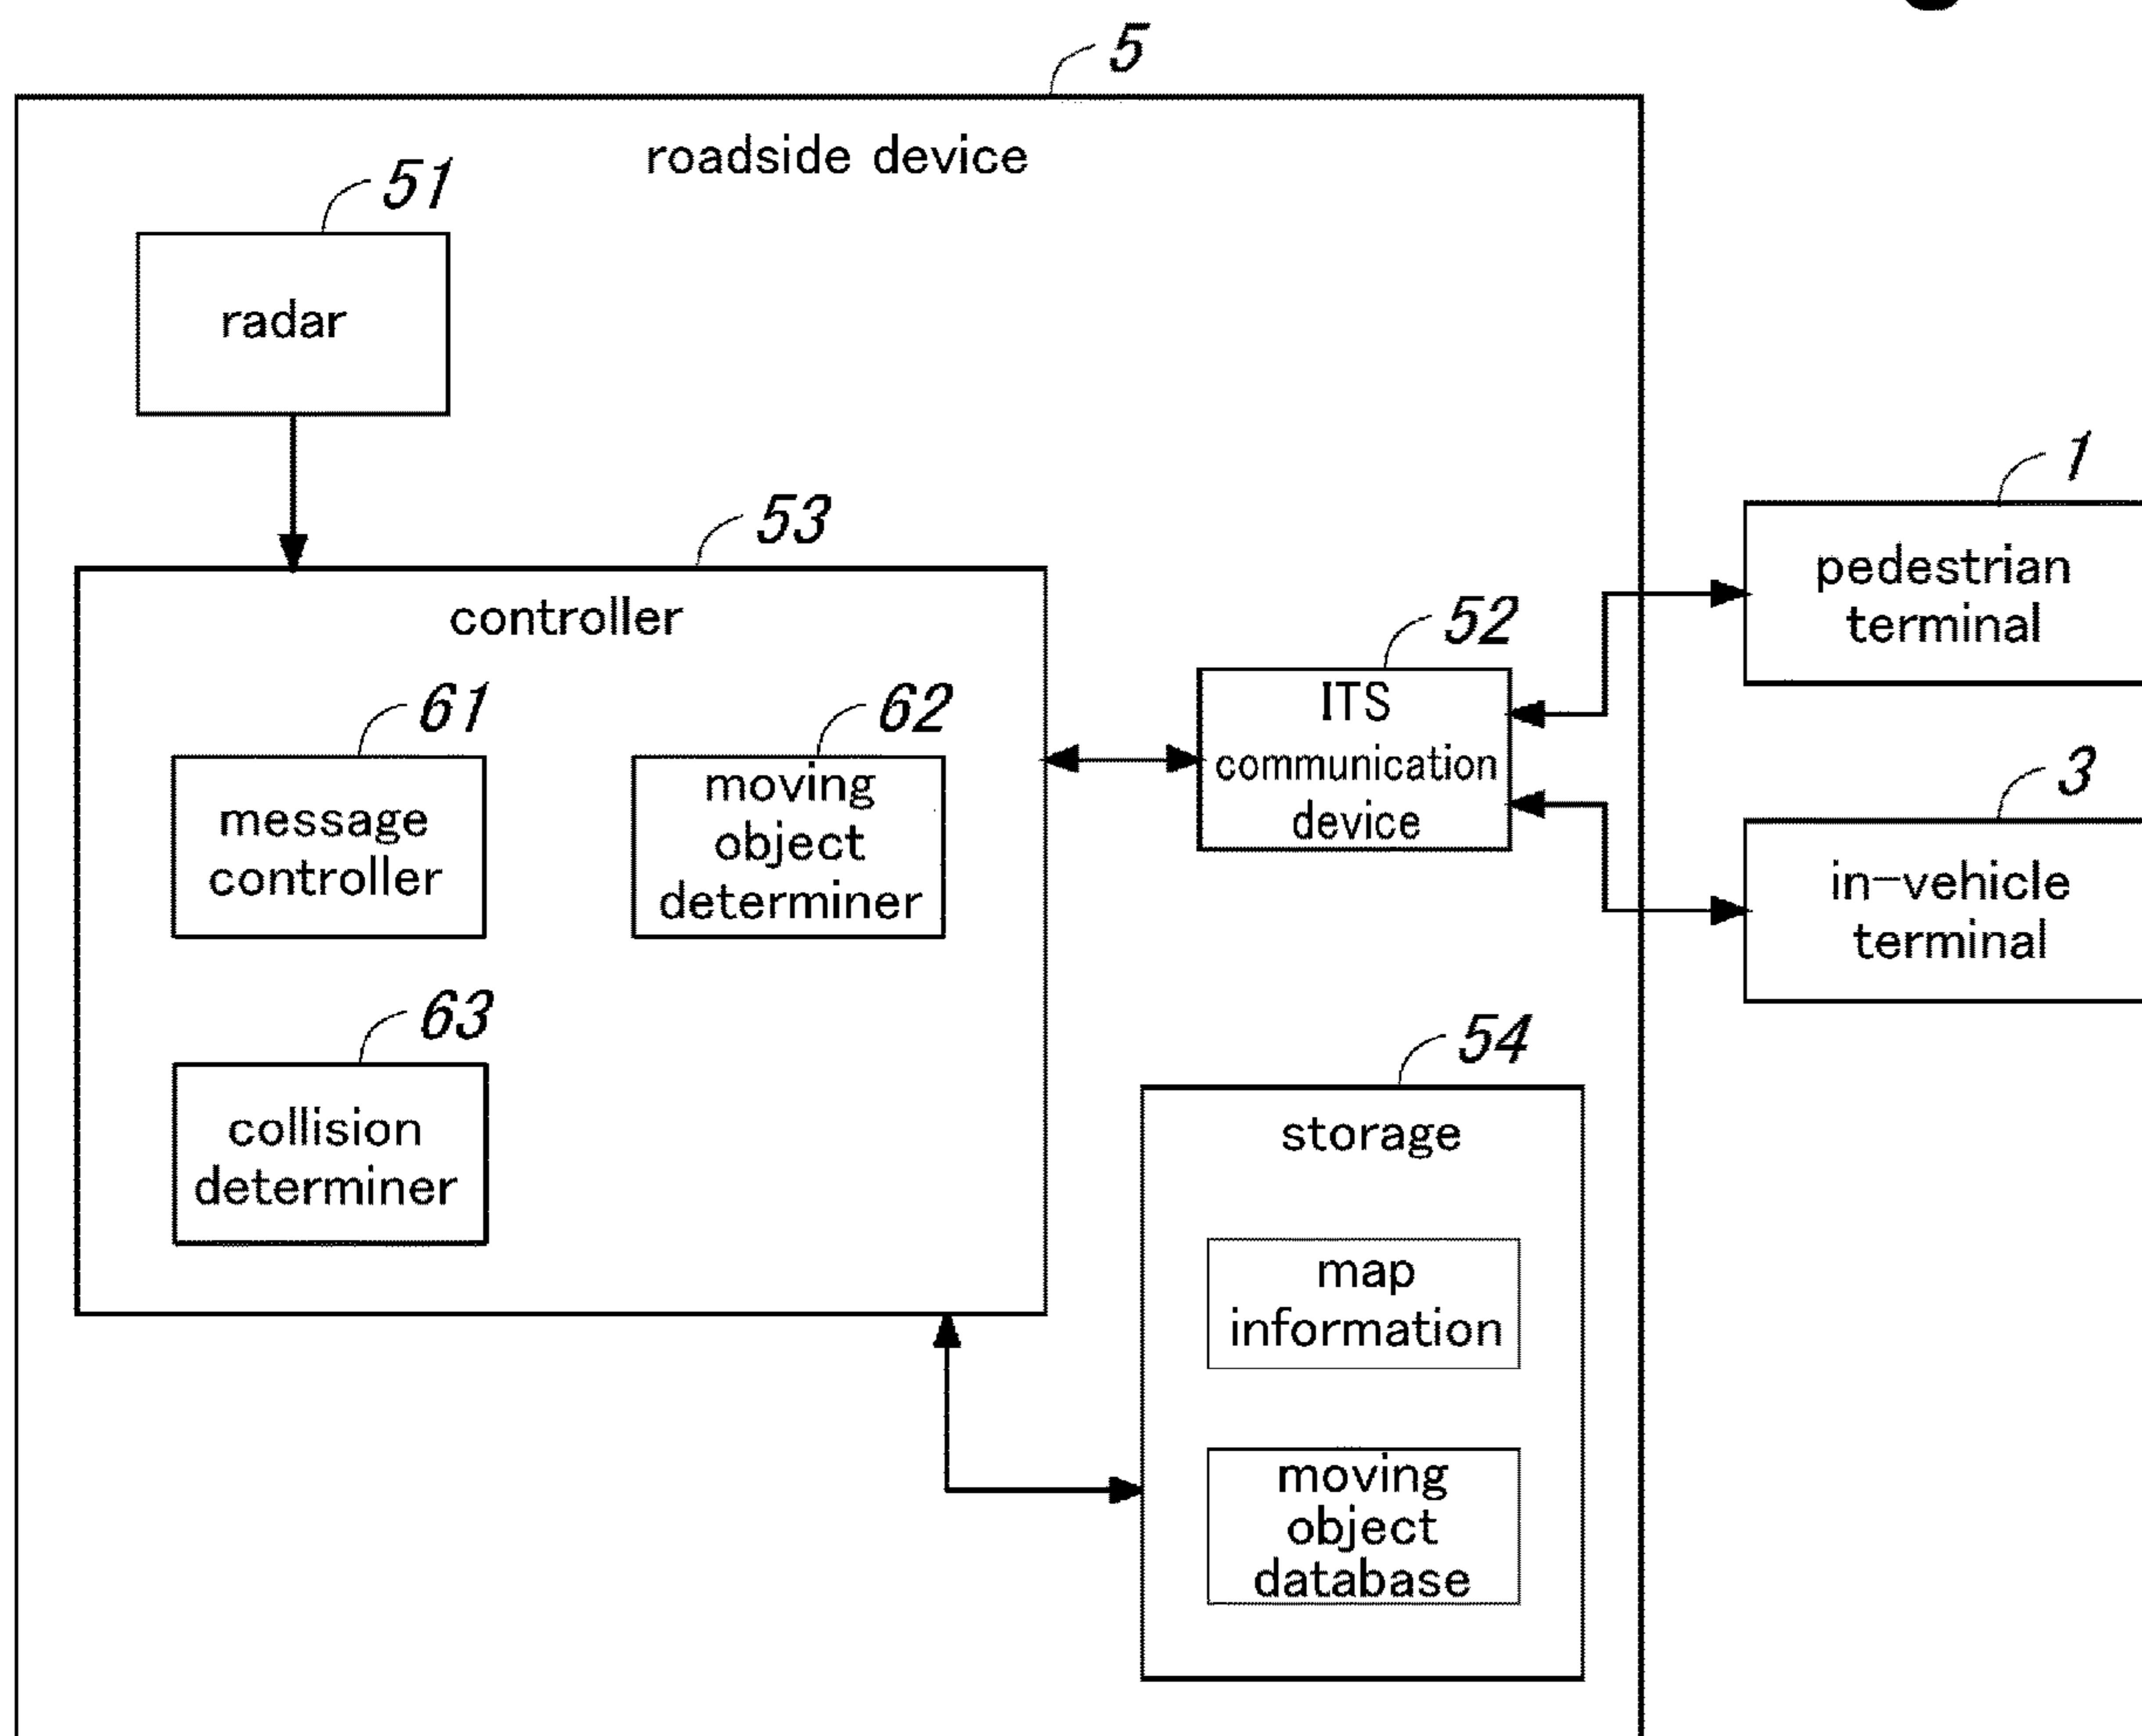 5
roadside device
51
radar
53
controller
61
message
controller
62
moving
object
determiner
63
collision
determiner
52
ITS
communication
device
54
storage
map
information
moving
object
database
1
pedestrian
terminal
3
in-vehicle
terminal